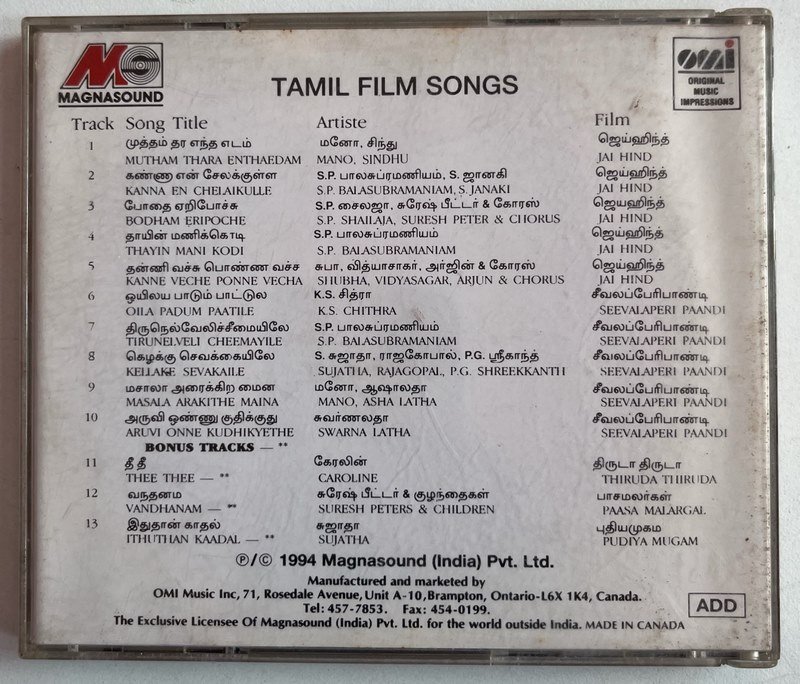 MAGNASOUND
TAMIL FILM SONGS
omi
ORIGINAL
MUSIC
IMPRESSIONS
Track Song Title Artiste Film
1 முத்தம் தர எந்த எடம் மனோ, சிந்து ஜெய்ஹிந்த்
MUTHAM THARA ENTHAEDAM MANO, SINDHU JAI HIND
2 கண்ணா என் சேலக்குள்ள S.P. பாலசுப்ரமணியம், S. ஜானகி ஜெய்ஹிந்த்
KANNA EN CHELAIKULLE S.P. BALASUBRAMANIAM, S. JANAKI JAI HIND
3 போதை ஏறிபோச்சு S.P. சைலஜா, சுரேஷ் பீட்டர் & கோரஸ் ஜெயஹிந்த்
BODHAM ERIPOCHE S.P. SHAILAJA, SURESH PETER & CHORUS JAI HIND
4 தாயின் மணிக்கொடி S.P. பாலசுப்ரமணியம் ஜெய்ஹிந்த்
THAYIN MANI KODI S.P. BALASUBRAMANIAM JAI HIND
5 தண்ணி வச்சு பொண்ண வச்ச சுபா, வித்யாசாகர், அர்ஜின் & கோரஸ் ஜெய்ஹிந்த்
KANNE VECHE PONNE VECHA SHUBHA, VIDYASAGAR, ARJUN & CHORUS JAI HIND
6 ஒயிலய பாடும் பாட்டுல K.S. சித்ரா சீவலப்பேரிபாண்டி
OILA PADUM PAATILE K.S. CHITHRA SEEVALAPERI PAANDI
7 திருநெல்வேலிச்சீமையிலே S.P. பாலசுப்ரமணியம் சீவலப்பேரிபாண்டி
TIRUNELVELI CHEEMAYILE S.P. BALASUBRAMANIAM SEEVALAPERI PAANDI
8 கெழக்கு செவக்கையிலே S. சுஜாதா, ராஜகோபால், P.G. ஸ்ரீகாந்த் சீவலப்பேரிபாண்டி
KELLAKE SEVAKAILE SUJATHA, RAJAGOPAL, P.G. SHREEKKANTH SEEVALAPERI PAANDI
9 மசாலா அரைக்கிற மைன மனோ, ஆஷாலதா சீவலப்பேரிபாண்டி
MASALA ARAKITHE MAINA MANO, ASHA LATHA SEEVALAPERI PAANDI
10 அருவி ஒண்ணு குதிக்குது சுவர்ணலதா சீவலப்பேரிபாண்டி
ARUVI ONNE KUDHIKYETHE SWARNA LATHA SEEVALAPERI PAANDI
BONUS TRACKS — **
11 தீ தீ கேரலின் திருடா திருடா
THEE THEE — ** CAROLINE THIRUDA THIRUDA
12 வந்தனம சுரேஷ் பீட்டர் & குழந்தைகள் பாசமலர்கள்
VANDHANAM — ** SURESH PETERS & CHILDREN PAASA MALARGAL
13 இதுதான் காதல் சுஜாதா புதியமுகம
ITHUTHAN KAADAL — ** SUJATHA PUDIYA MUGAM
℗/© 1994 Magnasound (India) Pvt. Ltd.
Manufactured and marketed by
OMI Music Inc, 71, Rosedale Avenue, Unit A-10, Brampton, Ontario-L6X 1K4, Canada.
Tel: 457-7853. Fax: 454-0199.
The Exclusive Licensee Of Magnasound (India) Pvt. Ltd. for the world outside India. MADE IN CANADA
ADD